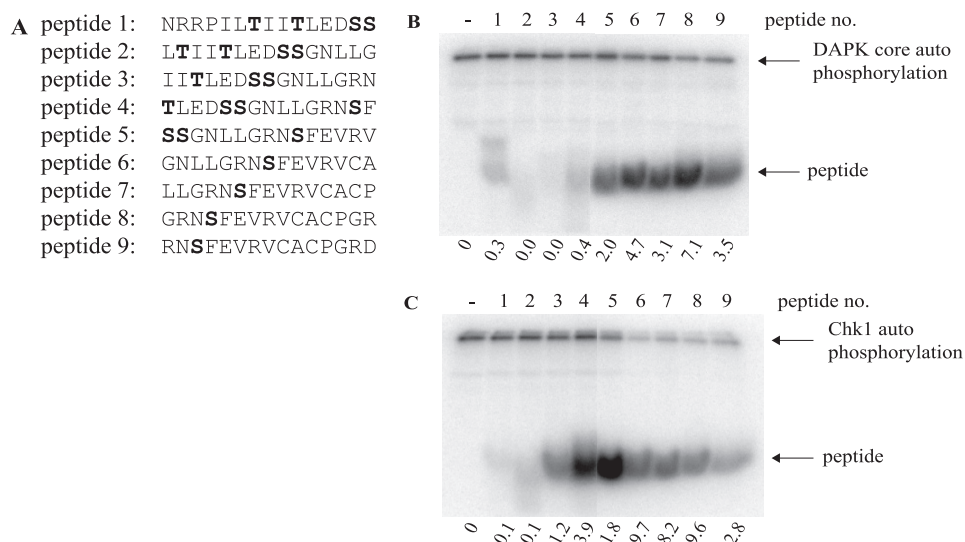 A
peptide 1: NRRPILTIITLEDSS
peptide 2: LTIITLEDSSGNLLG
peptide 3: IITLEDSSGNLLGRN
peptide 4: TLEDSSGNLLGRNSF
peptide 5: SSGNLLGRNSFEVRV
peptide 6: GNLLGRNSFEVRVCA
peptide 7: LLGRNSFEVRVCACP
peptide 8: GRNSFEVRVCACPGR
peptide 9: RNSFEVRVCACPGRD
B
- 1 2 3 4 5 6 7 8 9 peptide no.
DAPK core auto
phosphorylation
peptide
0 0.3 0.0 0.0 0.4 2.0 4.7 3.1 7.1 3.5
C
- 1 2 3 4 5 6 7 8 9 peptide no.
Chk1 auto
phosphorylation
peptide
0 0.1 0.1 1.2 3.9 1.8 9.7 8.2 9.6 2.8